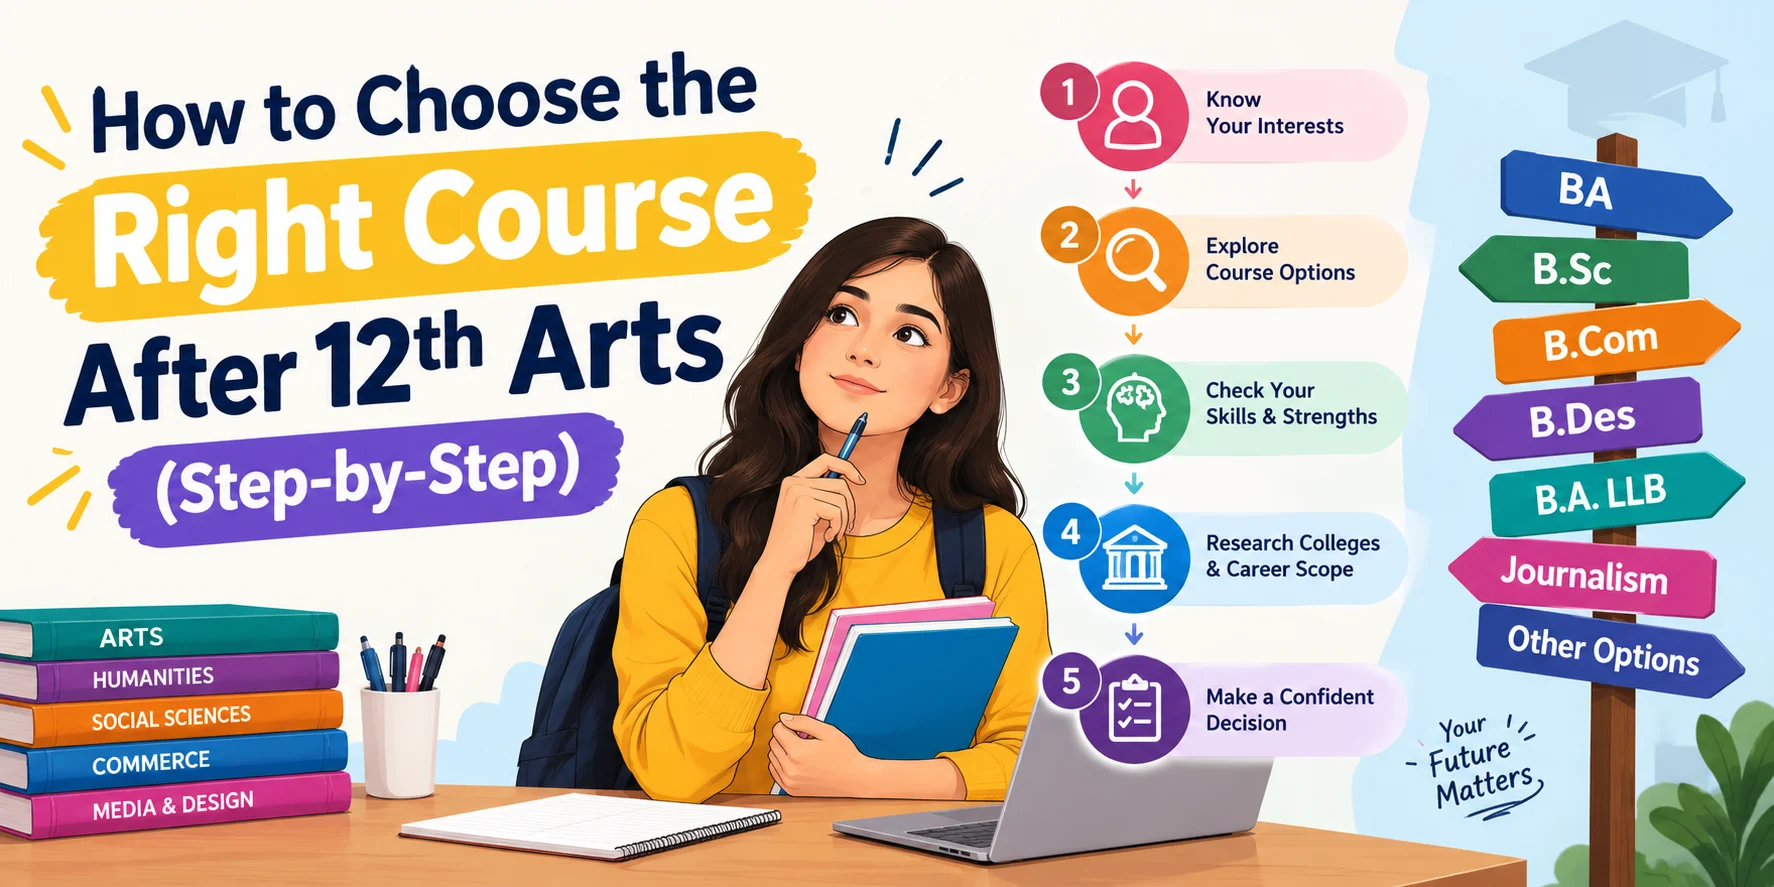 How to Choose the
Right Course
After 12th Arts
(Step-by-Step)
ARTS
HUMANITIES
SOCIAL SCIENCES
COMMERCE
MEDIA & DESIGN
1
Know
Your Interests
2
Explore
Course Options
3
Check Your
Skills & Strengths
4
Research Colleges
& Career Scope
5
Make a Confident
Decision
BA
B.Sc
B.Com
B.Des
B.A. LLB
Journalism
Other Options
Your
Future
Matters